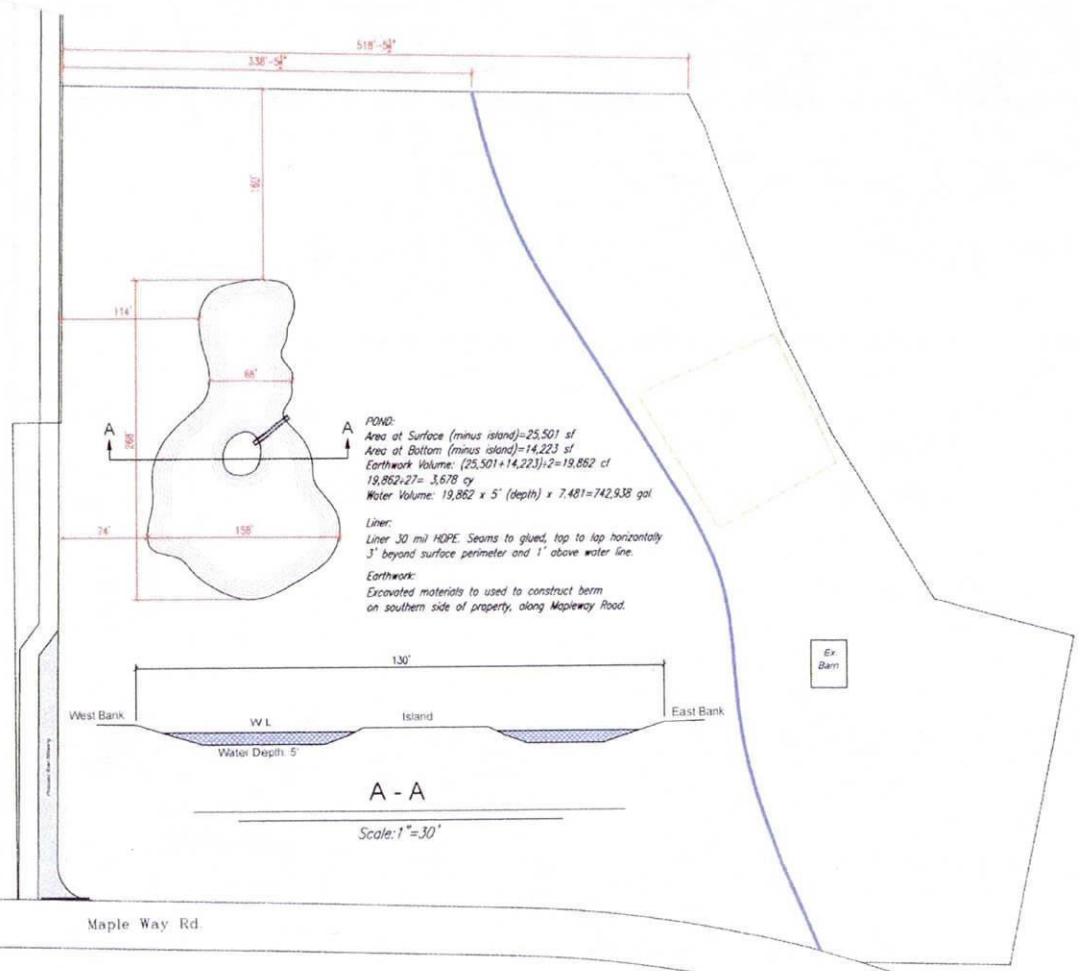 518'-5¾"
338'-5¾"
160'
114'
68'
268'
A A
74'
158'
POND:
Area at Surface (minus island)=25,501 sf
Area at Bottom (minus island)=14,223 sf
Earthwork Volume: (25,501+14,223)÷2=19,862 cf
19,862÷27= 3,678 cy
Water Volume: 19,862 x 5' (depth) x 7.481=742,938 gal
Liner:
Liner 30 mil HDPE. Seams to glued, top to lap horizontally
3' beyond surface perimeter and 1' above water line.
Earthwork:
Excavated materials to used to construct berm
on southern side of property, along Mapleway Road.
Ex.
Barn
130'
West Bank
W.L.
Island
East Bank
Water Depth: 5'
A - A
Scale: 1"=30'
Maple Way Rd.